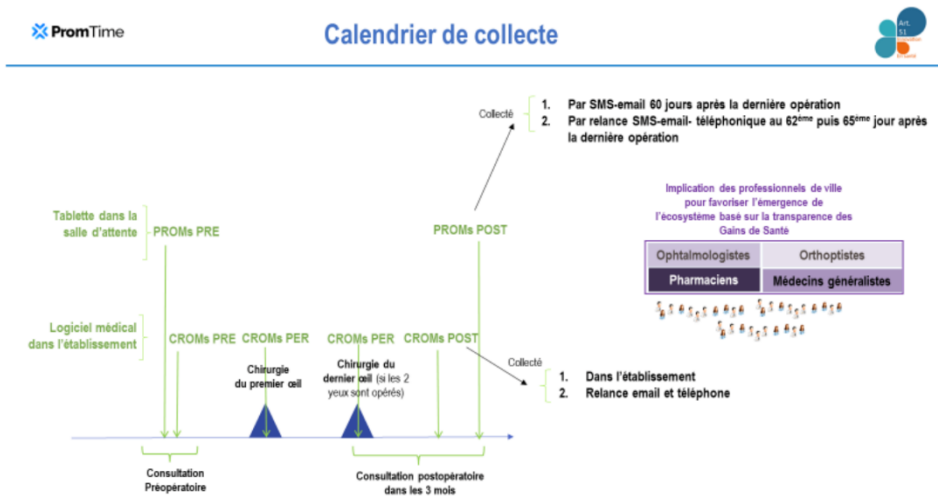 PromTime
Calendrier de collecte
Art.
51
Collecté
1. Par SMS-email 60 jours après la dernière opération
2. Par relance SMS-email- téléphonique au 62ème puis 65ème jour après
la dernière opération
Implication des professionnels de ville
pour favoriser l'émergence de
l'écosystème basé sur la transparence des
Gains de Santé
Ophtalmologistes Orthoptistes
Pharmaciens Médecins généralistes
Tablette dans la
salle d'attente
PROMs PRE
PROMs POST
Logiciel médical
dans l'établissement
CROMs PRE CROMs PER CROMs PER CROMs POST
Chirurgie
du premier œil
Chirurgie du
dernier œil (si les 2
yeux sont opérés)
Collecté
1. Dans l'établissement
2. Relance email et téléphone
Consultation
Préopératoire
Consultation postopératoire
dans les 3 mois